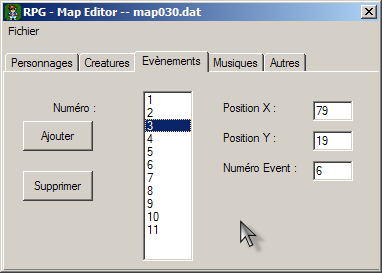 RPG - Map Editor -- map030.dat
Fichier
Personnages Creatures Evènements Musiques Autres
Numéro :
Ajouter
Supprimer
1
2
3
4
5
6
7
8
9
10
11
Position X : 79
Position Y : 19
Numéro Event : 6